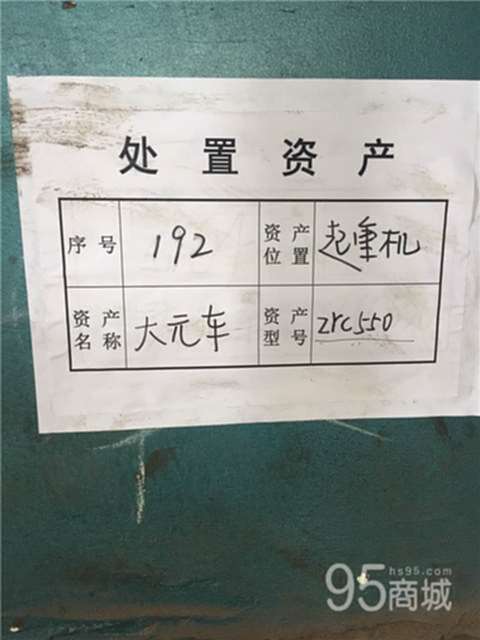 处置资产
序号 192 资产位置 起重机
资产名称 大元车 资产型号 ZYC550
hs95.com
95商城